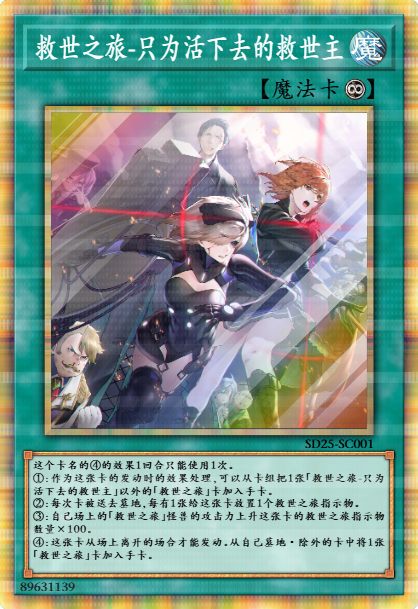 救世之旅-只为活下去的救世主
魔
【魔法卡】
SD25-SC001
这个卡名的④的效果1回合只能使用1次。
①：作为这张卡的发动时的效果处理，可以从卡组把1张「救世之旅-只为
活下去的救世主」以外的「救世之旅」卡加入手卡。
②：每次卡被送去墓地，每有1张给这张卡放置1个救世之旅指示物。
③：自己场上的「救世之旅」怪兽的攻击力上升这张卡的救世之旅指示物
数量×100。
④：这张卡从场上离开的场合才能发动。从自己墓地·除外的卡中将1张
「救世之旅」卡加入手卡。
89631139